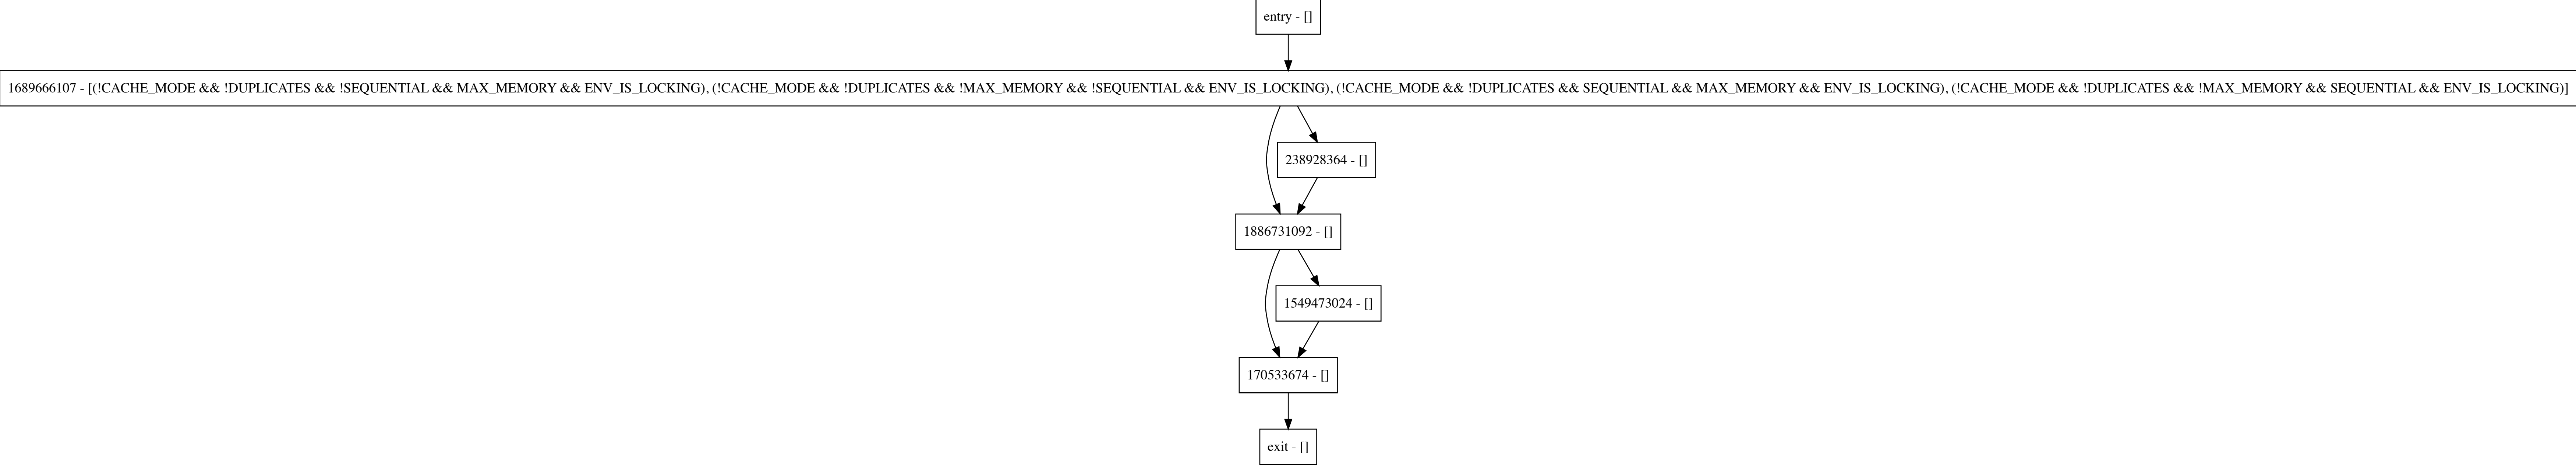 entry - []
1689666107 - [(!CACHE_MODE && !DUPLICATES && !SEQUENTIAL && MAX_MEMORY && ENV_IS_LOCKING), (!CACHE_MODE && !DUPLICATES && !MAX_MEMORY && !SEQUENTIAL && ENV_IS_LOCKING), (!CACHE_MODE && !DUPLICATES && SEQUENTIAL && MAX_MEMORY && ENV_IS_LOCKING), (!CACHE_MODE && !DUPLICATES && !MAX_MEMORY && SEQUENTIAL && ENV_IS_LOCKING)]
238928364 - []
1886731092 - []
1549473024 - []
170533674 - []
exit - []